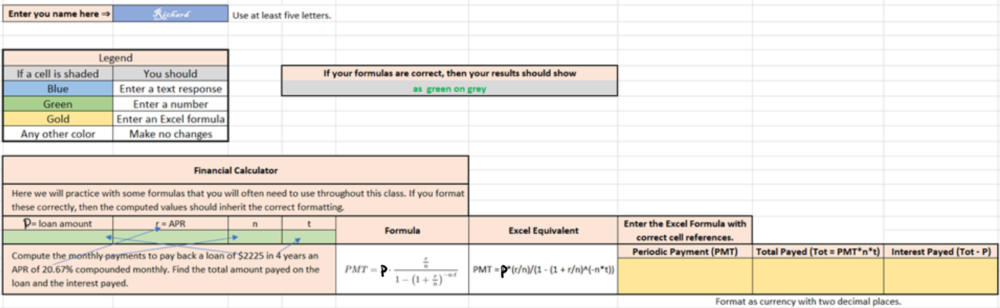 Enter you name here ⇒ Richard Use at least five letters.
Legend
If a cell is shaded You should
Blue Enter a text response
Green Enter a number
Gold Enter an Excel formula
Any other color Make no changes
If your formulas are correct, then your results should show
as green on grey
Financial Calculator
Here we will practice with some formulas that you will often need to use throughout this class. If you format
these correctly, then the computed values should inherit the correct formatting.
P= loan amount r = APR n t
Formula
Excel Equivalent
Enter the Excel Formula with
correct cell references.
Compute the monthly payments to pay back a loan of $2225 in 4 years an
APR of 20.67% compounded monthly. Find the total amount payed on the
loan and the interest payed.
PMT = P · (r/n) / (1 − (1 + r/n)^(−n·t))
PMT = P*(r/n)/(1 - (1 + r/n)^(-n*t))
Periodic Payment (PMT) Total Payed (Tot = PMT*n*t) Interest Payed (Tot - P)
Format as currency with two decimal places.